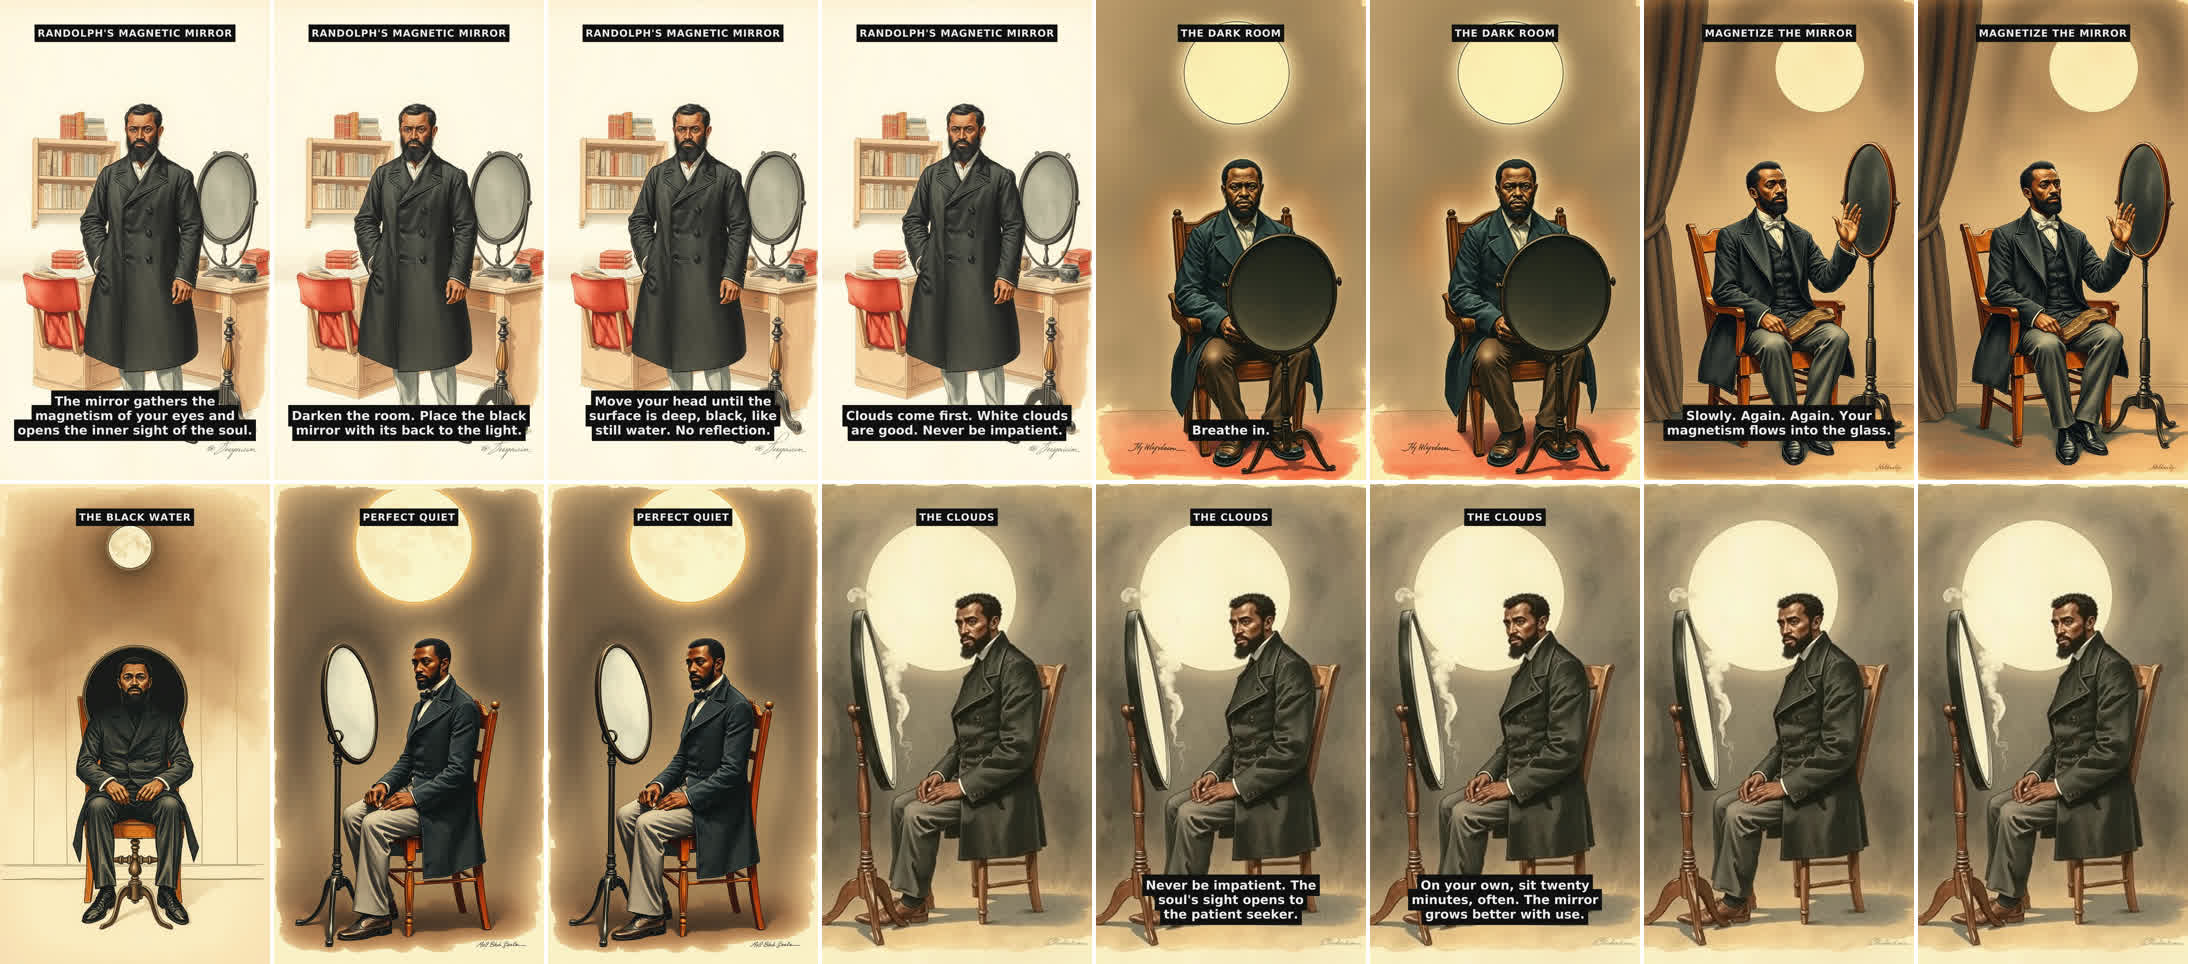 RANDOLPH'S MAGNETIC MIRROR
The mirror gathers the
magnetism of your eyes and
opens the inner sight of the soul.
RANDOLPH'S MAGNETIC MIRROR
Darken the room. Place the black
mirror with its back to the light.
RANDOLPH'S MAGNETIC MIRROR
Move your head until the
surface is deep, black, like
still water. No reflection.
RANDOLPH'S MAGNETIC MIRROR
Clouds come first. White clouds
are good. Never be impatient.
THE DARK ROOM
Breathe in.
THE DARK ROOM
MAGNETIZE THE MIRROR
Slowly. Again. Again. Your
magnetism flows into the glass.
MAGNETIZE THE MIRROR
THE BLACK WATER
PERFECT QUIET
PERFECT QUIET
THE CLOUDS
THE CLOUDS
Never be impatient. The
soul's sight opens to
the patient seeker.
THE CLOUDS
On your own, sit twenty
minutes, often. The mirror
grows better with use.